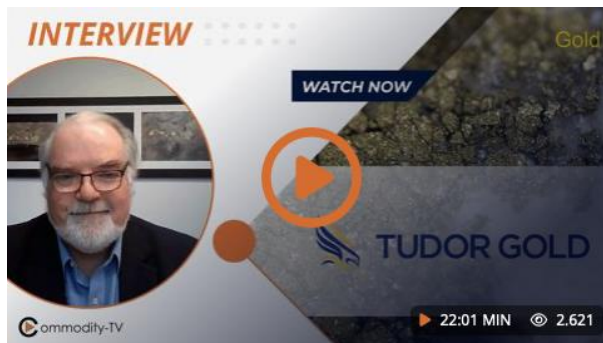 INTERVIEW
Gold
WATCH NOW
TUDOR GOLD
Commodity-TV
22:01 MIN 2.621